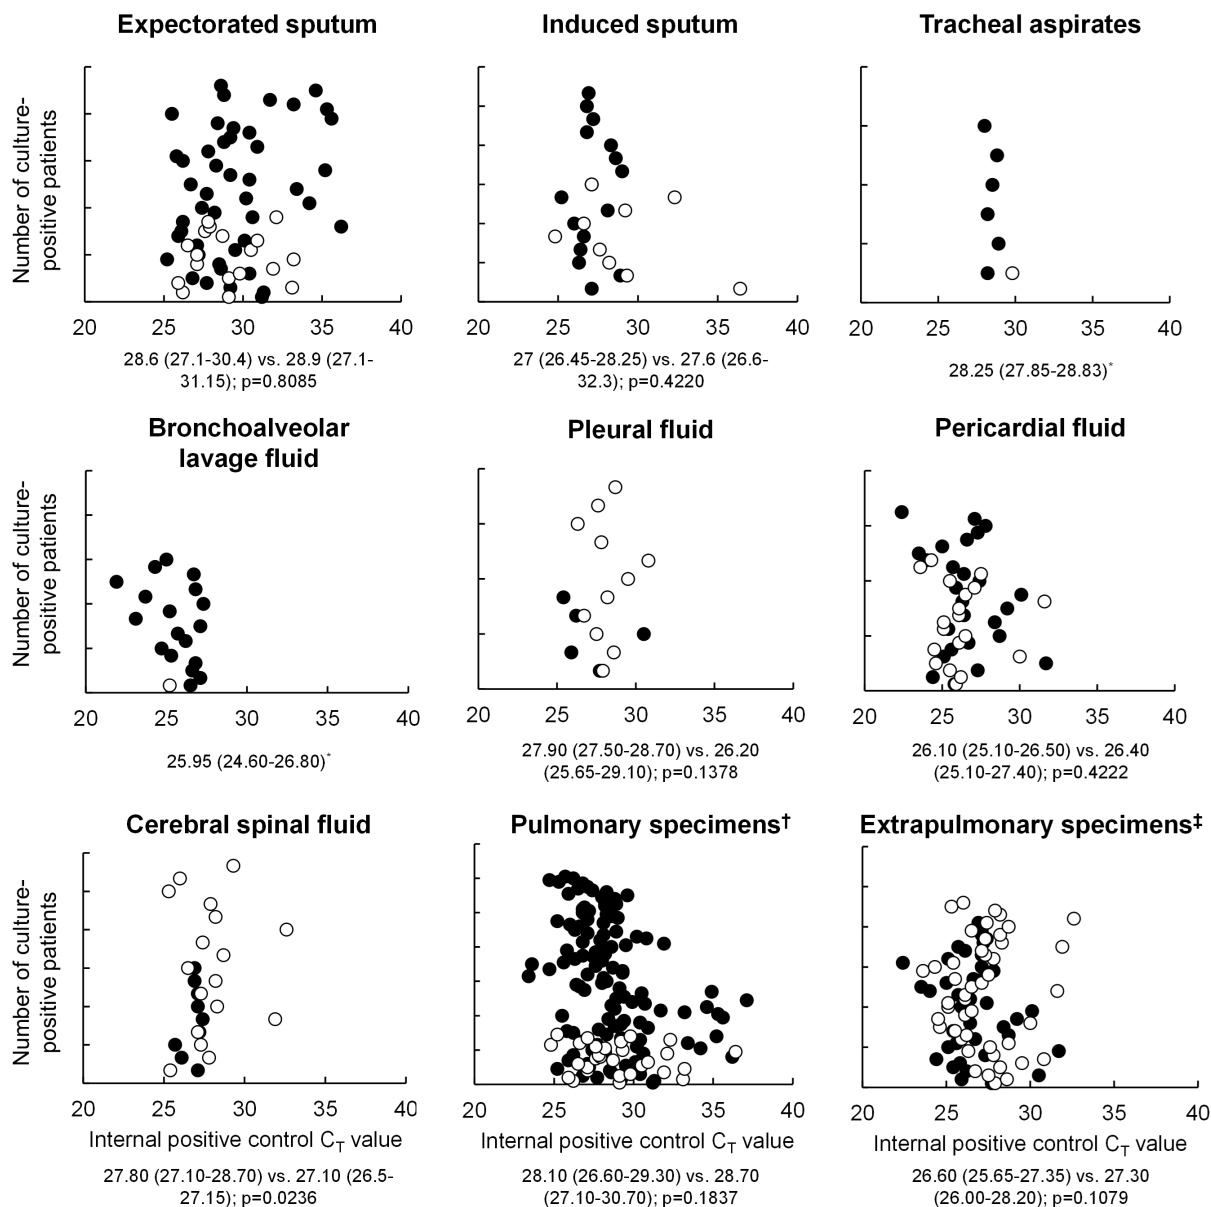 Expectorated sputum
Induced sputum
Tracheal aspirates
Number of culture-
positive patients
20 25 30 35 40
20 25 30 35 40
20 25 30 35 40
28.6 (27.1-30.4) vs. 28.9 (27.1-
31.15); p=0.8085
27 (26.45-28.25) vs. 27.6 (26.6-
32.3); p=0.4220
28.25 (27.85-28.83)*
Bronchoalveolar
lavage fluid
Pleural fluid
Pericardial fluid
Number of culture-
positive patients
20 25 30 35 40
20 25 30 35 40
20 25 30 35 40
25.95 (24.60-26.80)*
27.90 (27.50-28.70) vs. 26.20
(25.65-29.10); p=0.1378
26.10 (25.10-26.50) vs. 26.40
(25.10-27.40); p=0.4222
Cerebral spinal fluid
Pulmonary specimens†
Extrapulmonary specimens‡
Number of culture-
positive patients
20 25 30 35 40
20 25 30 35 40
20 25 30 35 40
Internal positive control CT value
Internal positive control CT value
Internal positive control CT value
27.80 (27.10-28.70) vs. 27.10 (26.5-
27.15); p=0.0236
28.10 (26.60-29.30) vs. 28.70
(27.10-30.70); p=0.1837
26.60 (25.65-27.35) vs. 27.30
(26.00-28.20); p=0.1079